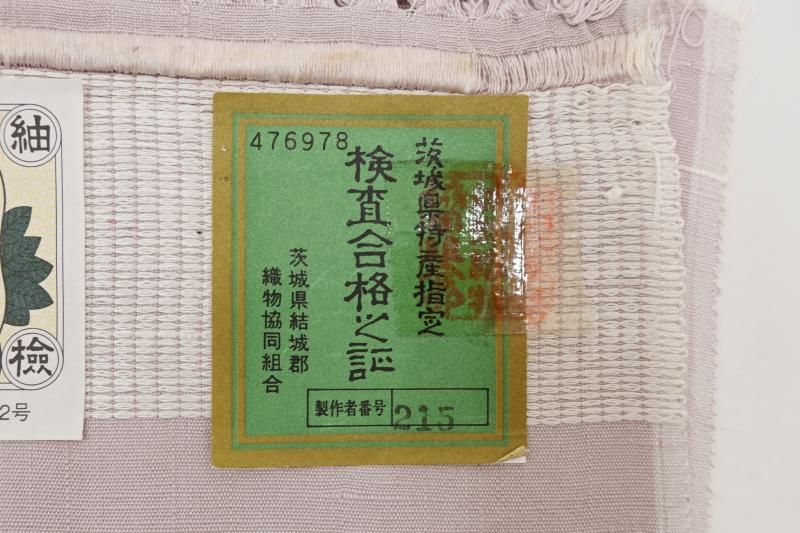 紬
檢
2号
476978
茨城県特産指定
検査合格之証
茨城県結城郡
織物協同組合
製作者番号
215